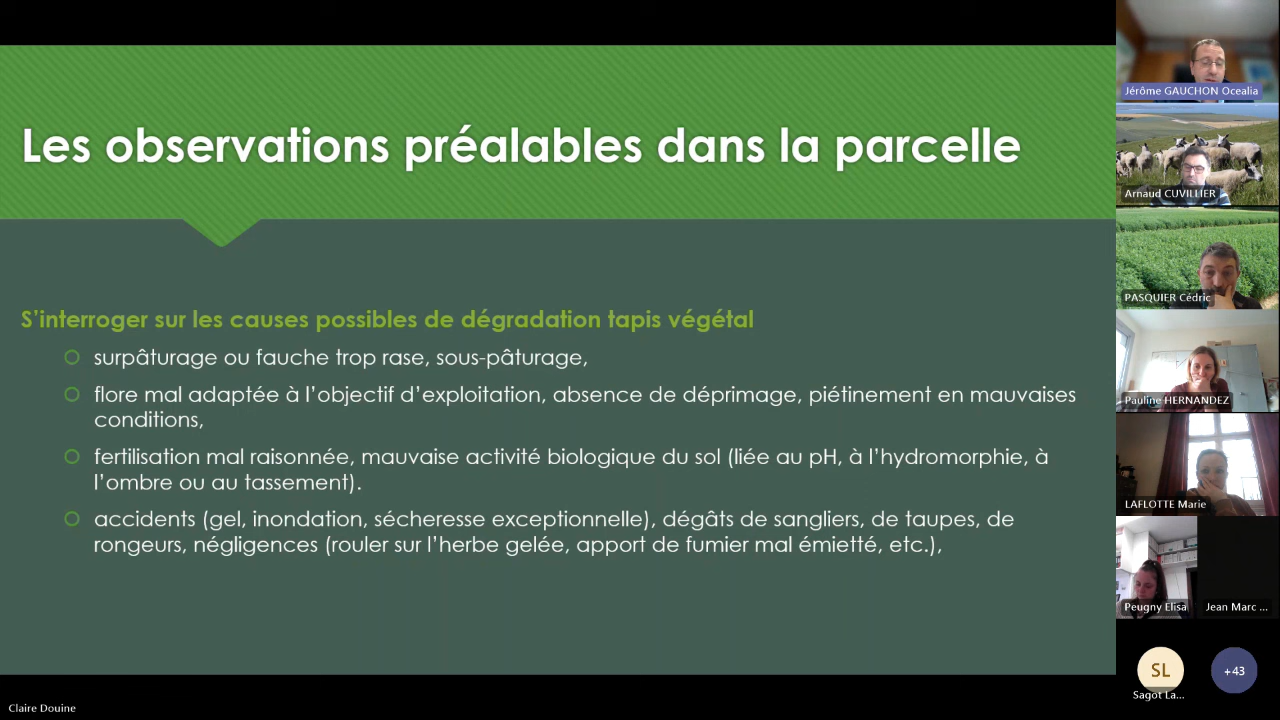 Les observations préalables dans la parcelle
S'interroger sur les causes possibles de dégradation tapis végétal
surpâturage ou fauche trop rase, sous-pâturage,
flore mal adaptée à l'objectif d'exploitation, absence de déprimage, piétinement en mauvaises
conditions,
fertilisation mal raisonnée, mauvaise activité biologique du sol (liée au pH, à l'hydromorphie, à
l'ombre ou au tassement).
accidents (gel, inondation, sécheresse exceptionnelle), dégâts de sangliers, de taupes, de
rongeurs, négligences (rouler sur l'herbe gelée, apport de fumier mal émietté, etc.),
Claire Douine
Jérôme GAUCHON Ocealia
Arnaud CUVILLIER
PASQUIER Cédric
Pauline HERNANDEZ
LAFLOTTE Marie
Peugny Elisa
Jean Marc ...
SL
+43
Sagot La...